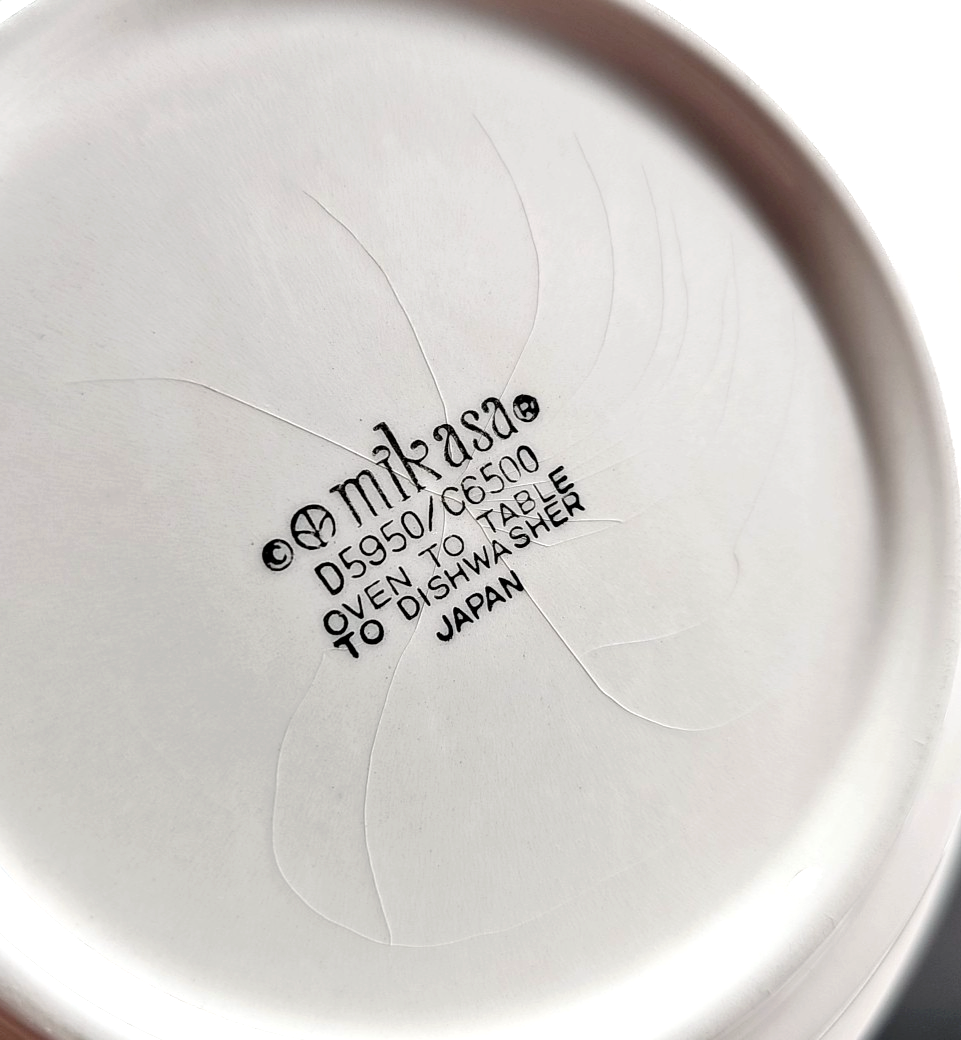 © mikasa®
D5950/C6500
OVEN TO TABLE
TO DISHWASHER
JAPAN